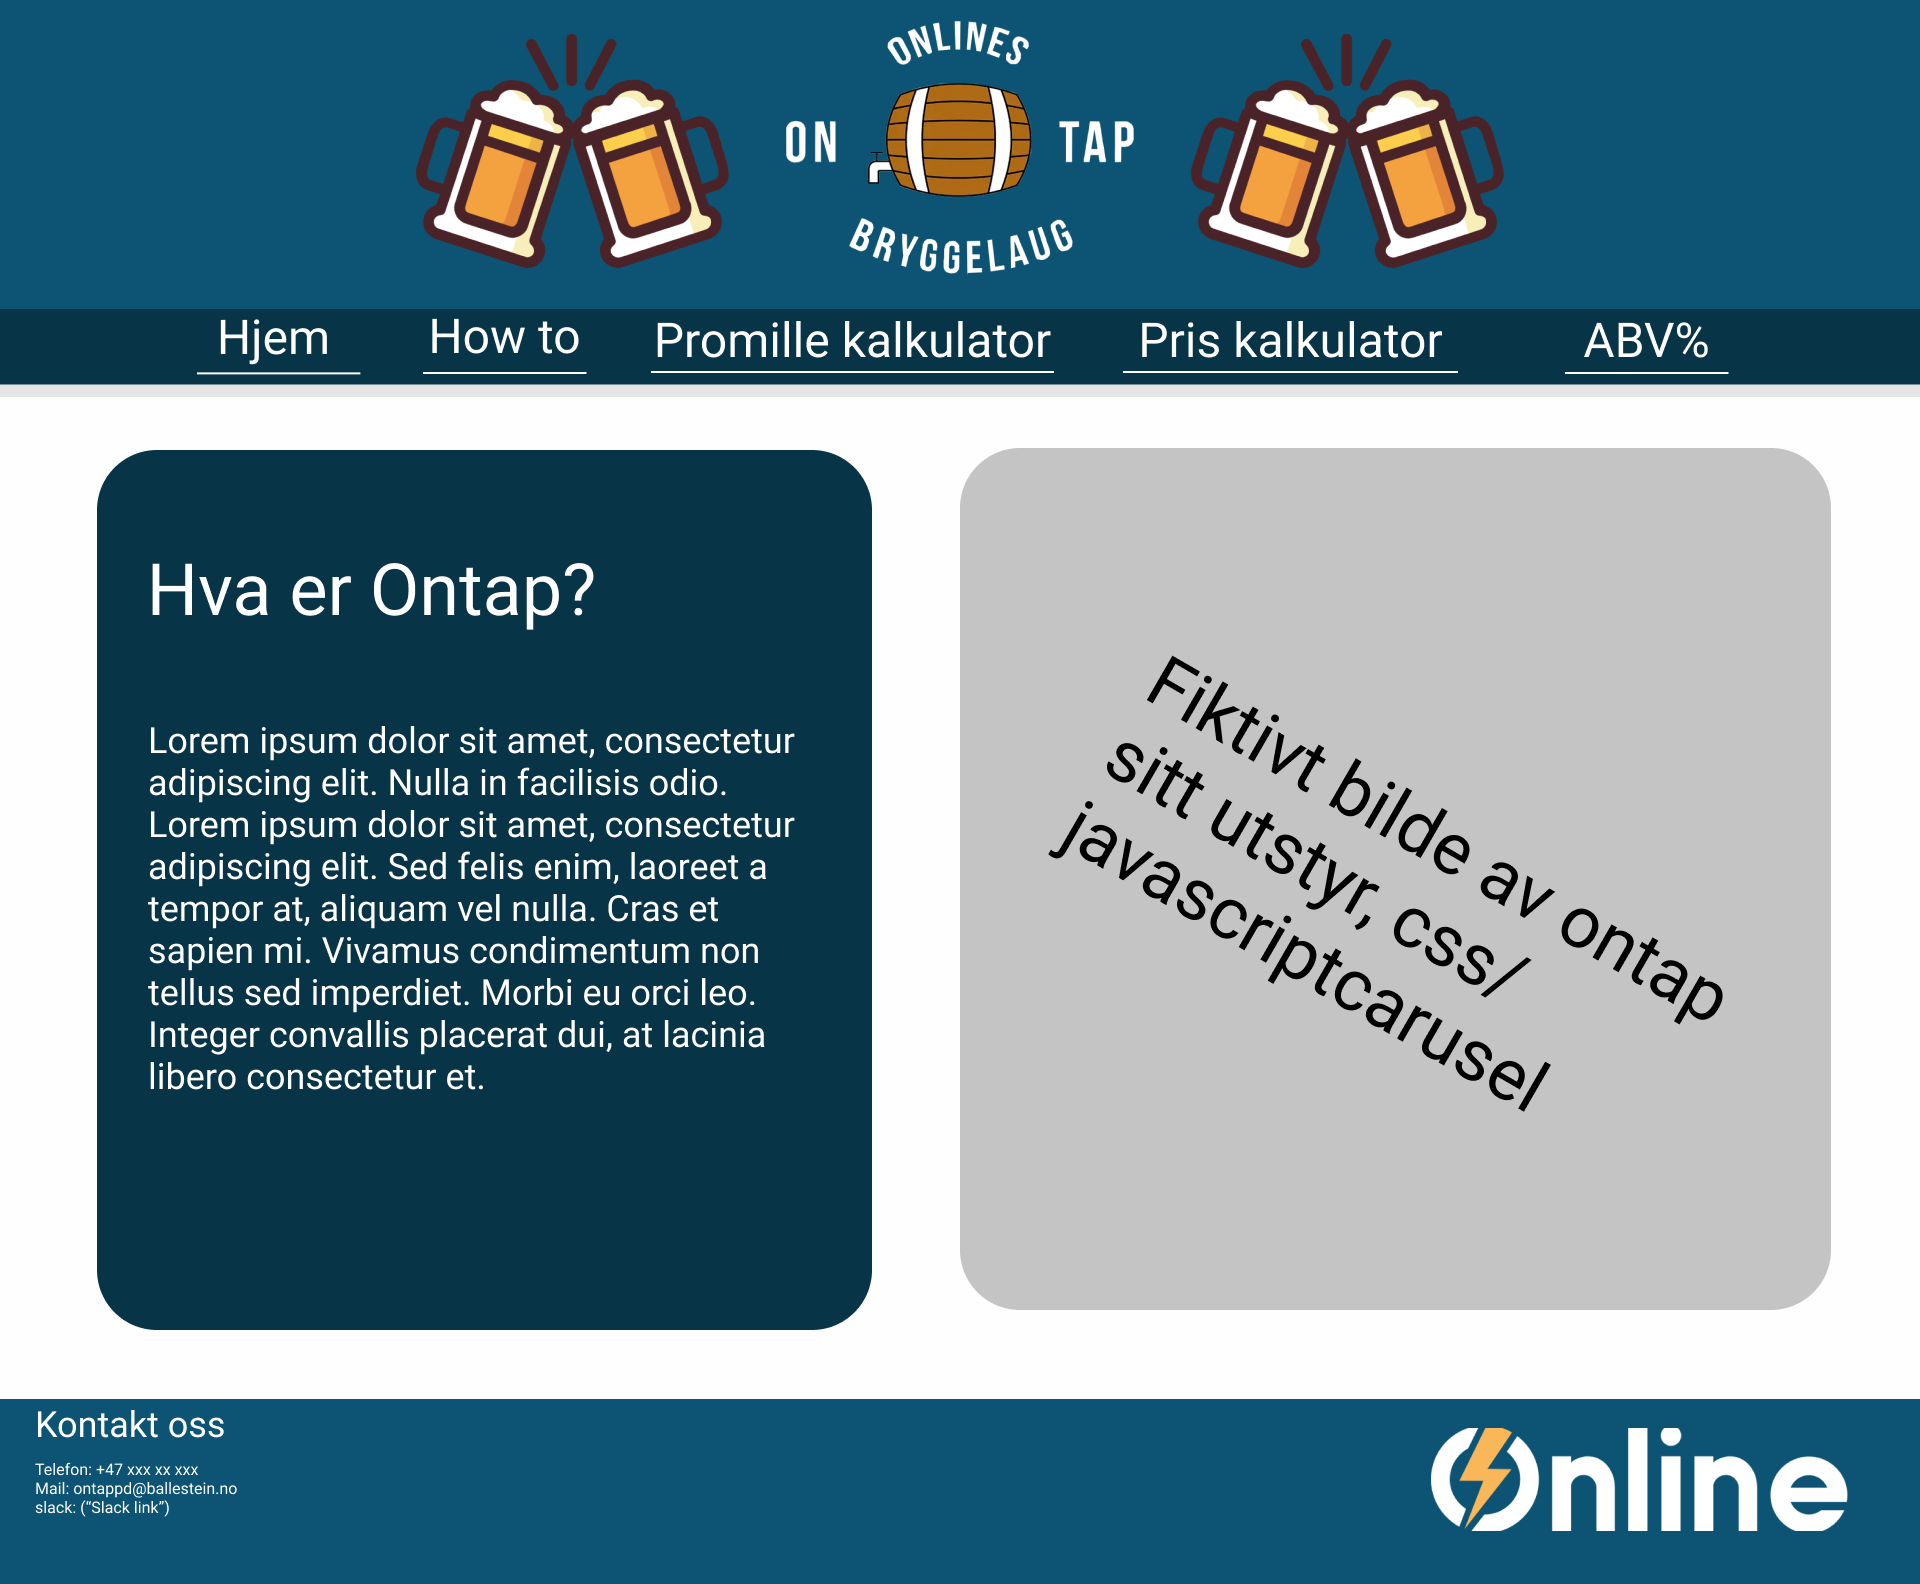 ONLINES
ON TAP
BRYGGELAUG
Hjem
How to
Promille kalkulator
Pris kalkulator
ABV%
Hva er Ontap?
Lorem ipsum dolor sit amet, consectetur
adipiscing elit. Nulla in facilisis odio.
Lorem ipsum dolor sit amet, consectetur
adipiscing elit. Sed felis enim, laoreet a
tempor at, aliquam vel nulla. Cras et
sapien mi. Vivamus condimentum non
tellus sed imperdiet. Morbi eu orci leo.
Integer convallis placerat dui, at lacinia
libero consectetur et.
Fiktivt bilde av ontap
sitt utstyr, css/
javascriptcarusel
Kontakt oss
Telefon: +47 xxx xx xxx
Mail: ontappd@ballestein.no
slack: (“Slack link”)
Online